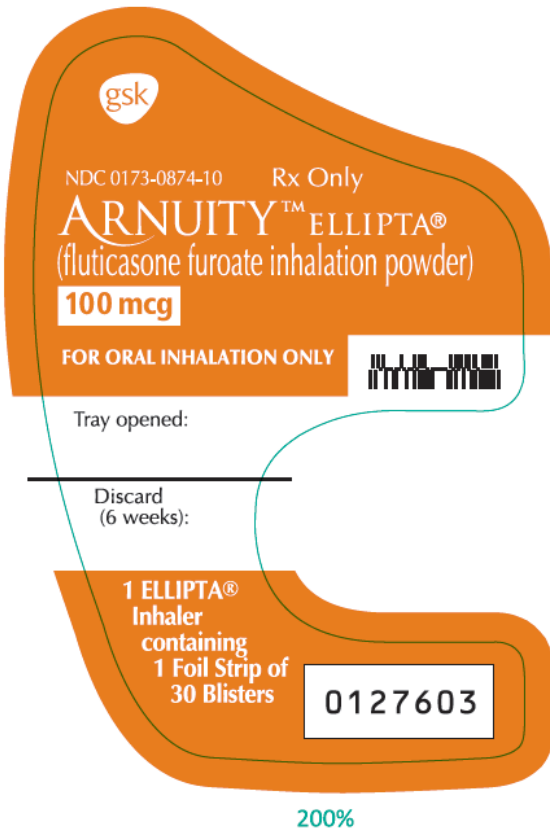 gsk
NDC 0173-0874-10 Rx Only
ARNUITY™ ELLIPTA®
(fluticasone furoate inhalation powder)
100 mcg
FOR ORAL INHALATION ONLY
Tray opened:
Discard
(6 weeks):
1 ELLIPTA®
Inhaler
containing
1 Foil Strip of
30 Blisters
0127603
200%